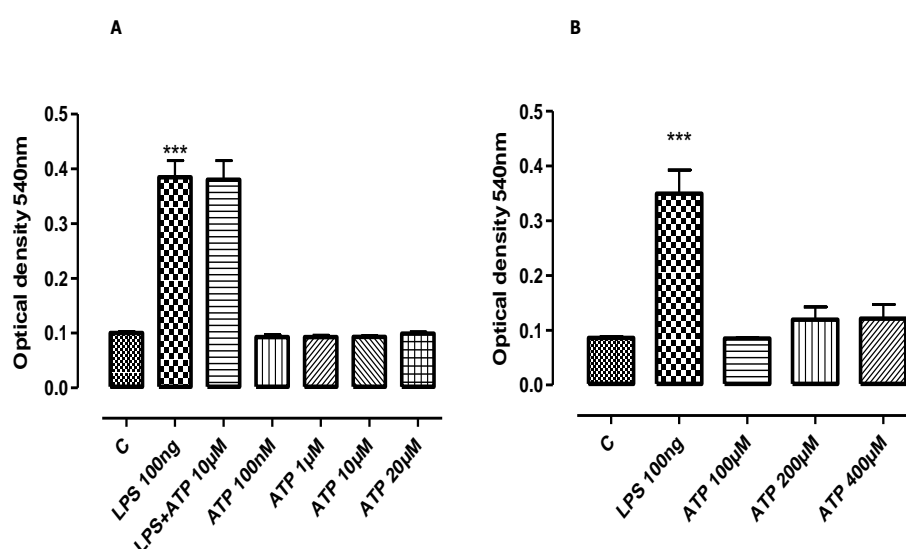 A
Optical density 540nm
0.5
0.4
0.3
0.2
0.1
0.0
***
C
LPS 100ng
LPS+ATP 10µM
ATP 100nM
ATP 1µM
ATP 10µM
ATP 20µM
B
Optical density 540nm
0.5
0.4
0.3
0.2
0.1
0.0
***
C
LPS 100ng
ATP 100µM
ATP 200µM
ATP 400µM